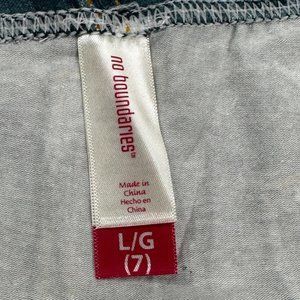 no boundaries™
Made in
China
Hecho en
China
L/G
(7)